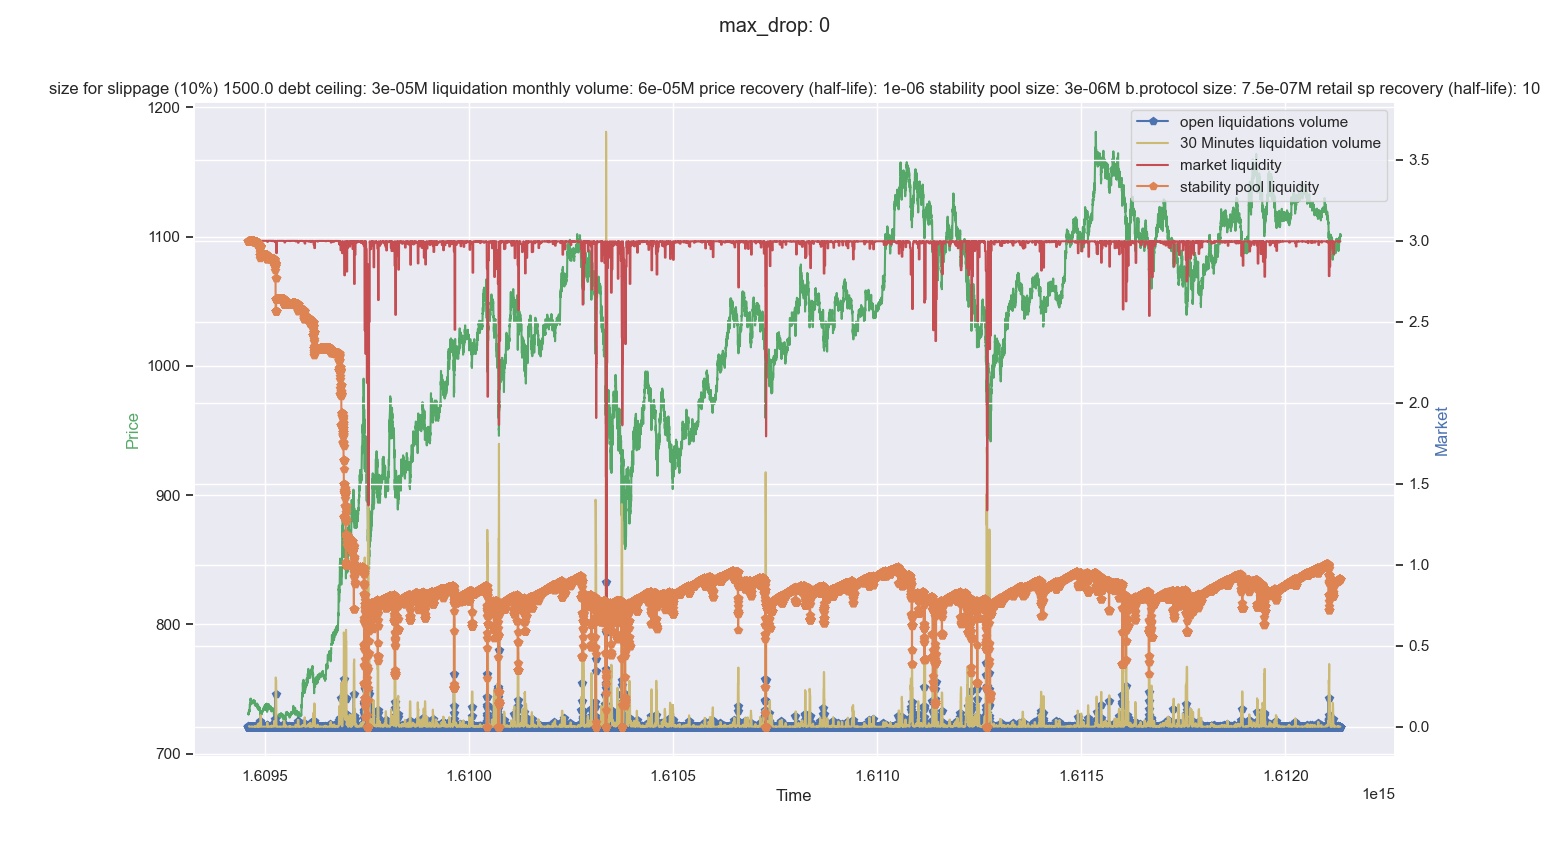 max_drop: 0
size for slippage (10%) 1500.0 debt ceiling: 3e-05M liquidation monthly volume: 6e-05M price recovery (half-life): 1e-06 stability pool size: 3e-06M b.protocol size: 7.5e-07M retail sp recovery (half-life): 10
open liquidations volume
30 Minutes liquidation volume
market liquidity
stability pool liquidity
1200
1100
1000
900
800
700
Price
3.5
3.0
2.5
2.0
1.5
1.0
0.5
0.0
Market
1.6095 1.6100 1.6105 1.6110 1.6115 1.6120
1e15
Time